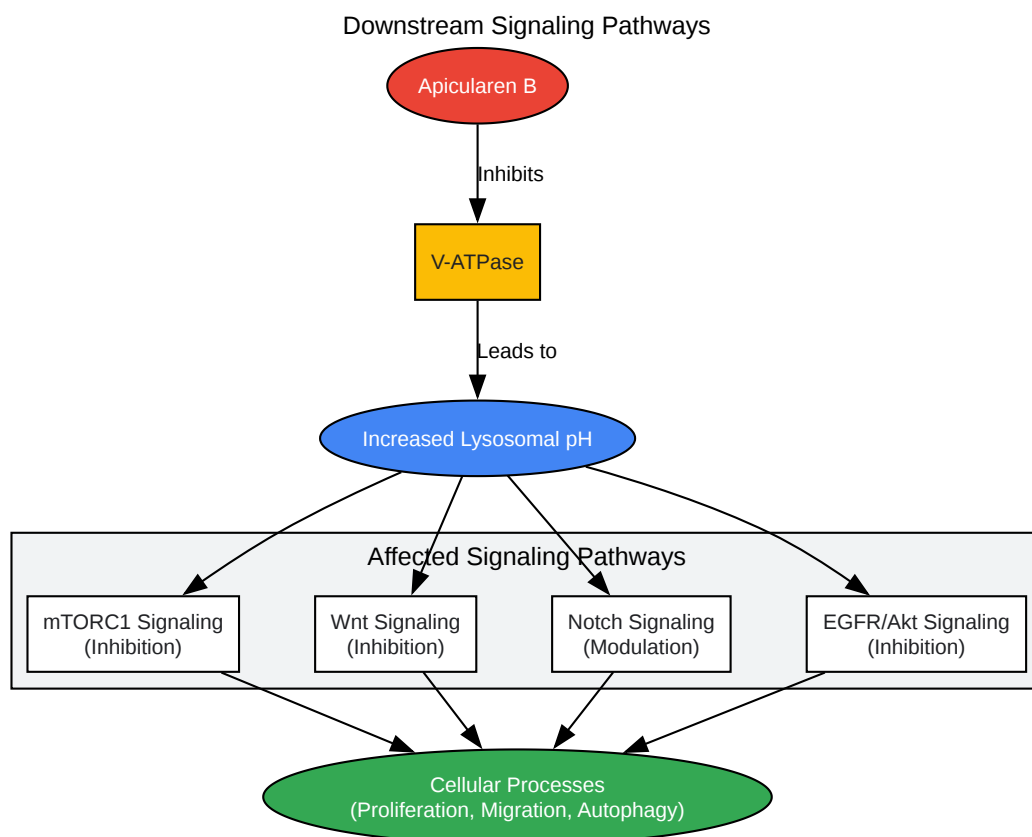 Downstream Signaling Pathways
Apicularen B
Inhibits
V-ATPase
Leads to
Increased Lysosomal pH
Affected Signaling Pathways
mTORC1 Signaling
(Inhibition)
Wnt Signaling
(Inhibition)
Notch Signaling
(Modulation)
EGFR/Akt Signaling
(Inhibition)
Cellular Processes
(Proliferation, Migration, Autophagy)